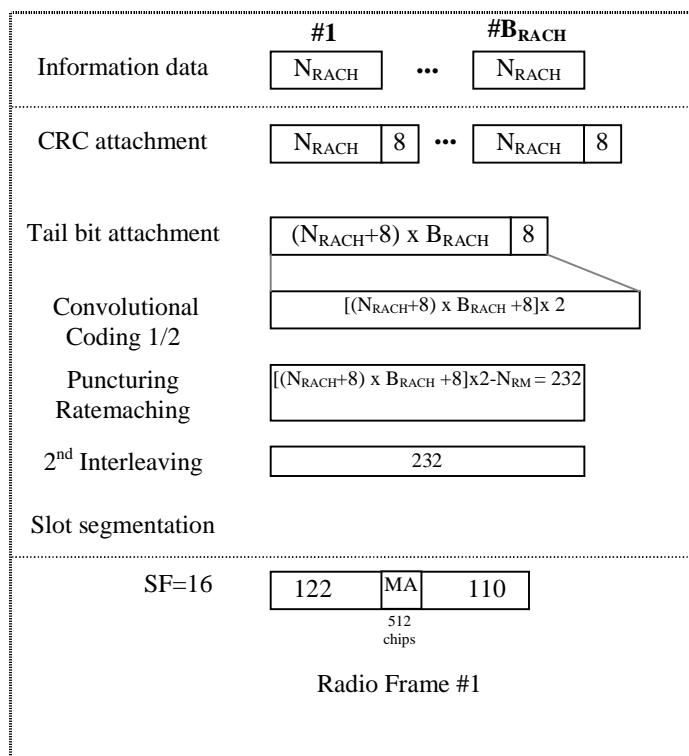 #1 #B_RACH
Information data N_RACH ... N_RACH
CRC attachment N_RACH 8 ... N_RACH 8
Tail bit attachment (N_RACH+8) x B_RACH 8
Convolutional
Coding 1/2
[(N_RACH+8) x B_RACH +8]x 2
Puncturing
Ratemaching
[(N_RACH+8) x B_RACH +8]x2-N_RM = 232
2nd Interleaving 232
Slot segmentation
SF=16 122 MA 110
512
chips
Radio Frame #1